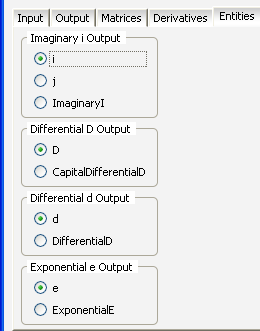 Input Output Matrices Derivatives Entities
Imaginary i Output
i
j
ImaginaryI
Differential D Output
D
CapitalDifferentialD
Differential d Output
d
DifferentialD
Exponential e Output
e
ExponentialE